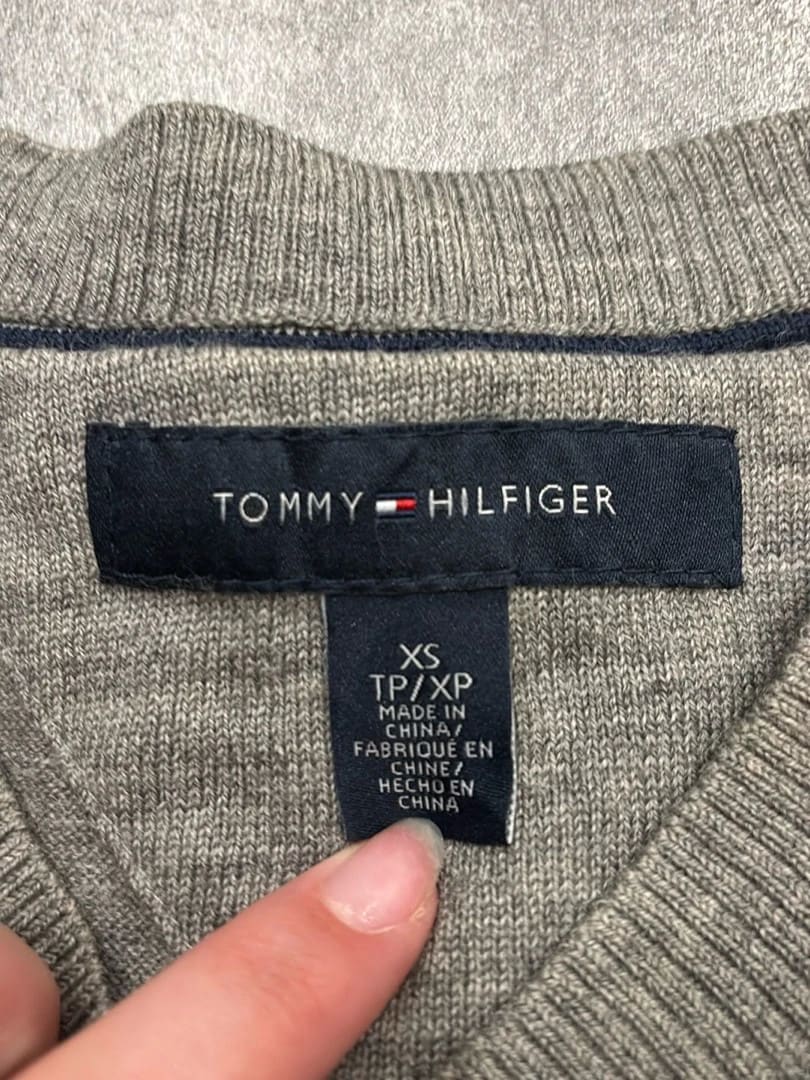 TOMMY HILFIGER
XS
TP/XP
MADE IN
CHINA/
FABRIQUÉ EN
CHINE/
HECHO EN
CHINA